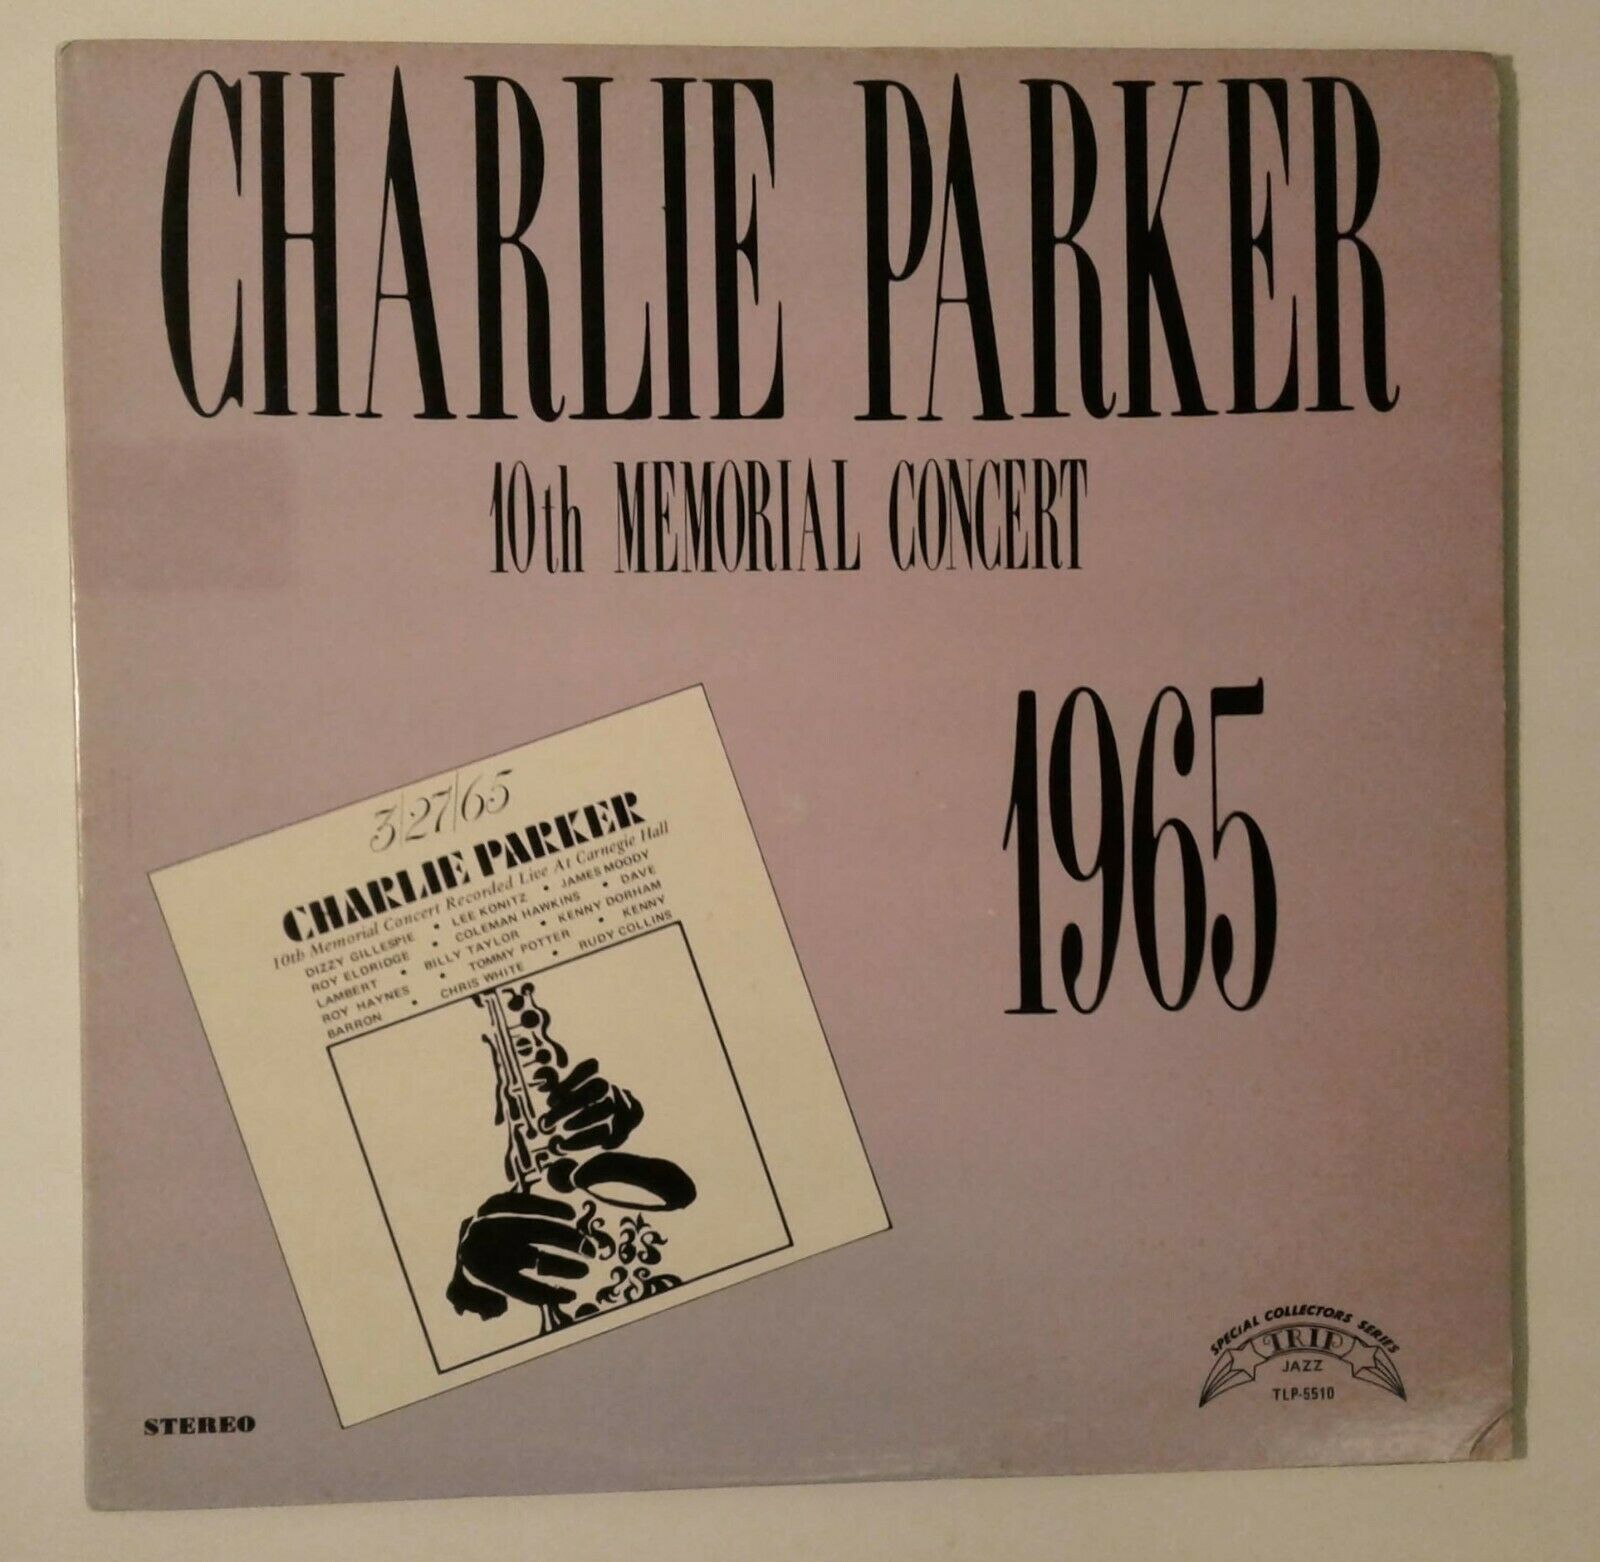 CHARLIE PARKER
10th MEMORIAL CONCERT
1965
3/27/65
CHARLIE PARKER
10th Memorial Concert Recorded Live At Carnegie Hall
DIZZY GILLESPIE • LEE KONITZ • JAMES MOODY
ROY ELDRIDGE • COLEMAN HAWKINS • DAVE
LAMBERT • BILLY TAYLOR • KENNY DORHAM
ROY HAYNES • TOMMY POTTER • KENNY
BARRON • CHRIS WHITE • RUDY COLLINS
STEREO
SPECIAL COLLECTORS SERIES
TRIP
JAZZ
TLP-5510